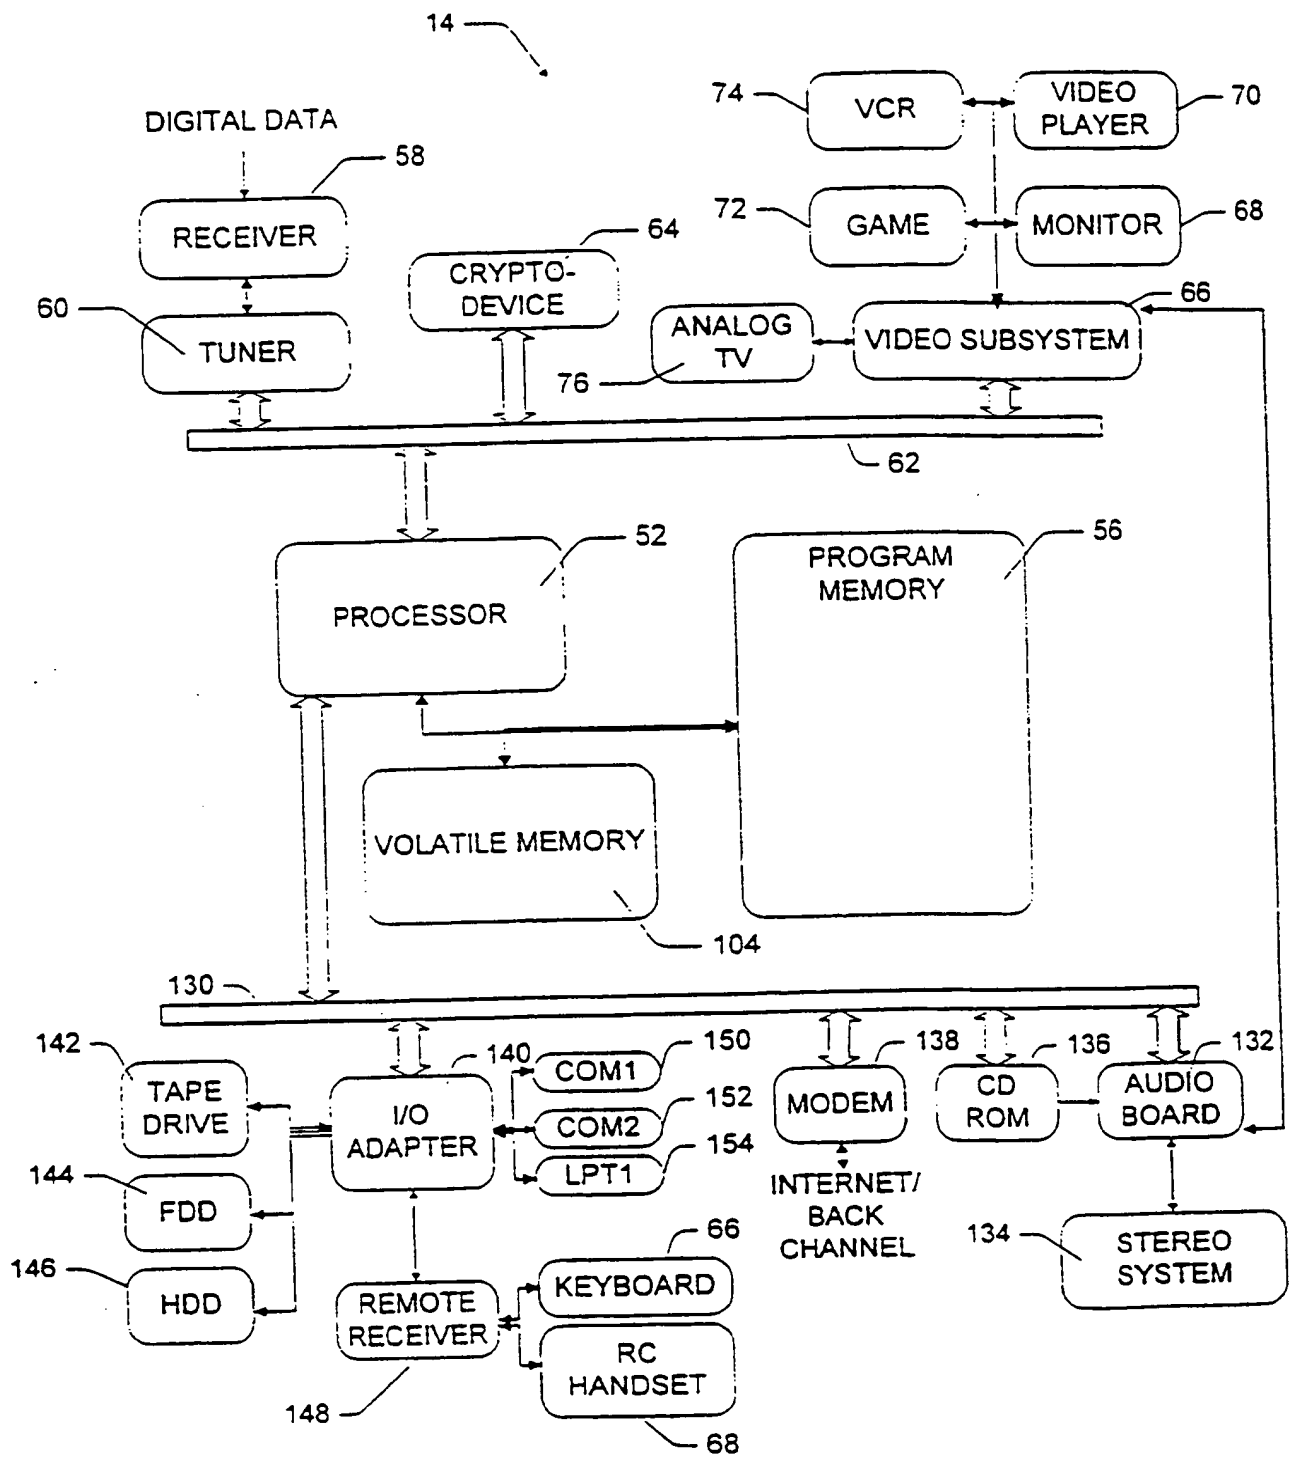 14
DIGITAL DATA
58
RECEIVER
60
TUNER
64
CRYPTO-
DEVICE
74
VCR
VIDEO
PLAYER
70
72
GAME
MONITOR
68
66
ANALOG
TV
76
VIDEO SUBSYSTEM
62
52
PROCESSOR
56
PROGRAM
MEMORY
VOLATILE MEMORY
104
130
142
TAPE
DRIVE
144
FDD
146
HDD
140
I/O
ADAPTER
COM1
150
COM2
152
LPT1
154
138
MODEM
INTERNET/
BACK
CHANNEL
136
CD
ROM
132
AUDIO
BOARD
134
STEREO
SYSTEM
REMOTE
RECEIVER
148
66
KEYBOARD
RC
HANDSET
68